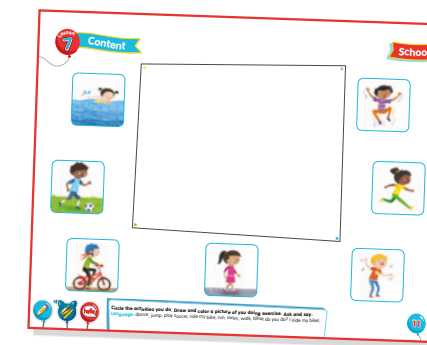 Lesson
7
Content
Schoo
hello
Circle the activities you do. Draw and color a picture of you doing exercise. Ask and say.
Language: dance, jump, play soccer, ride my bike, run, swim, walk, What do you do? I ride my bike.
11